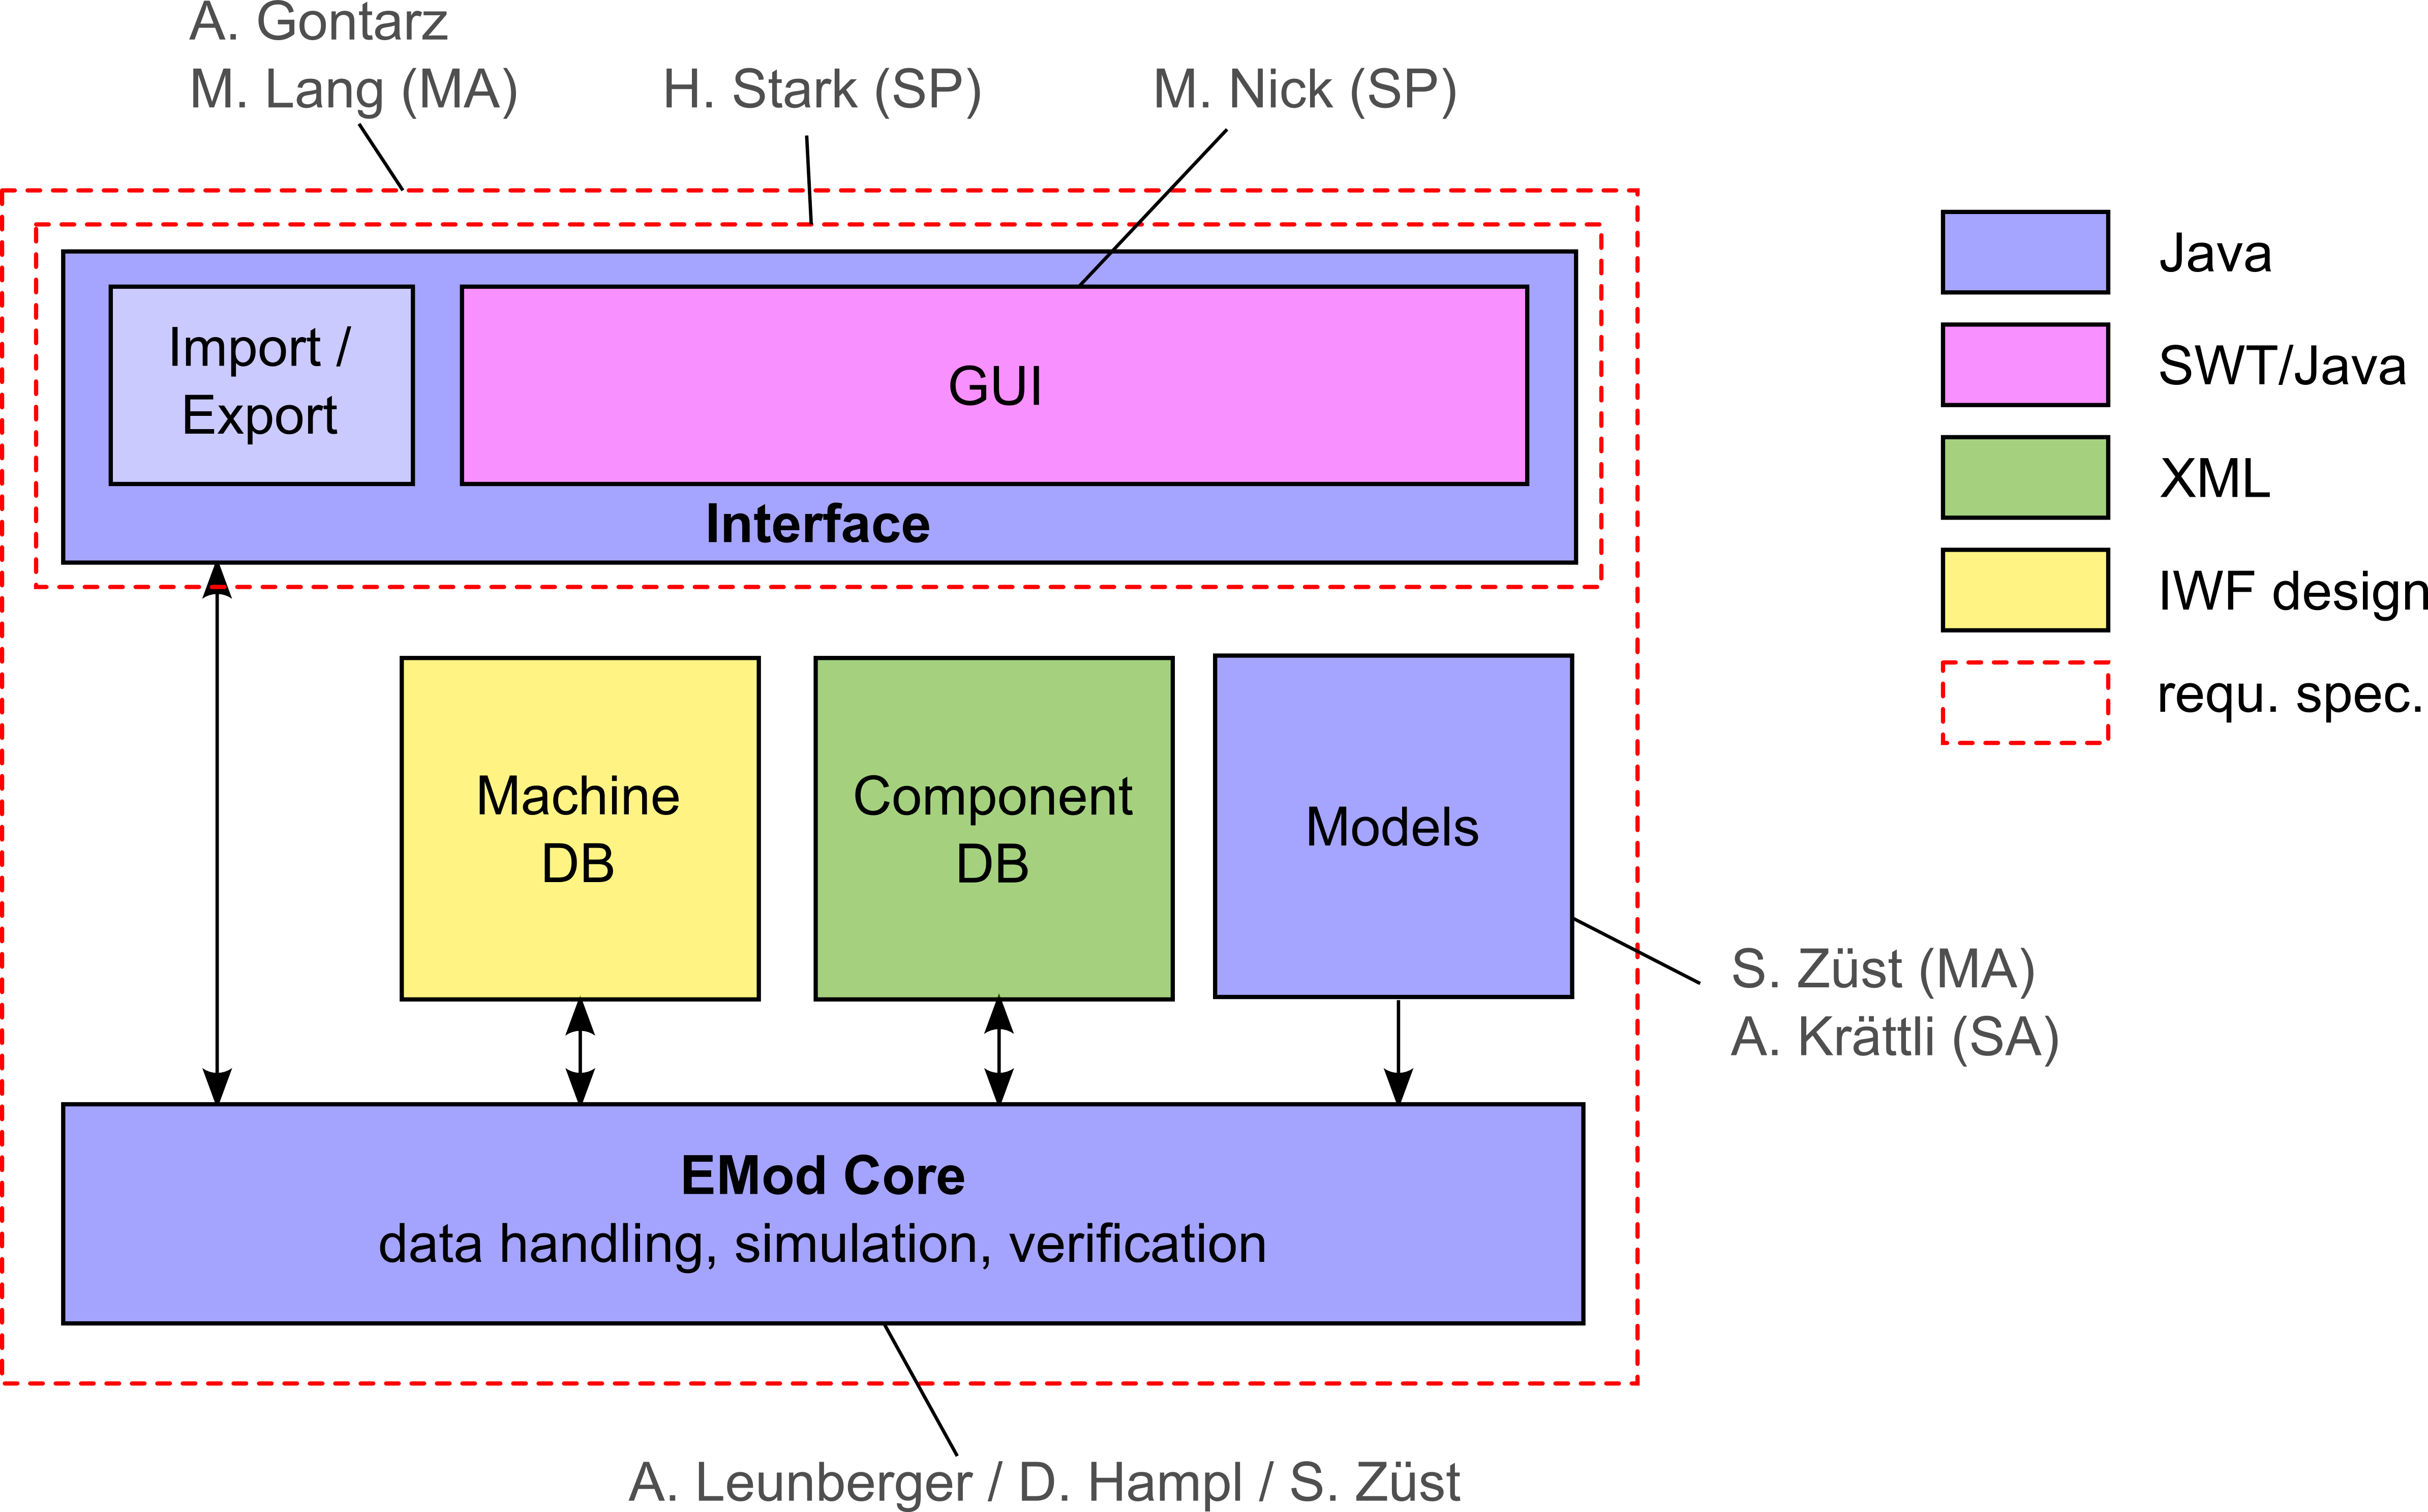 A. Gontarz
M. Lang (MA)
H. Stark (SP)
M. Nick (SP)
Import /
Export
GUI
Interface
Machine
DB
Component
DB
Models
EMod Core
data handling, simulation, verification
Java
SWT/Java
XML
IWF design
requ. spec.
S. Züst (MA)
A. Krättli (SA)
A. Leunberger / D. Hampl / S. Züst